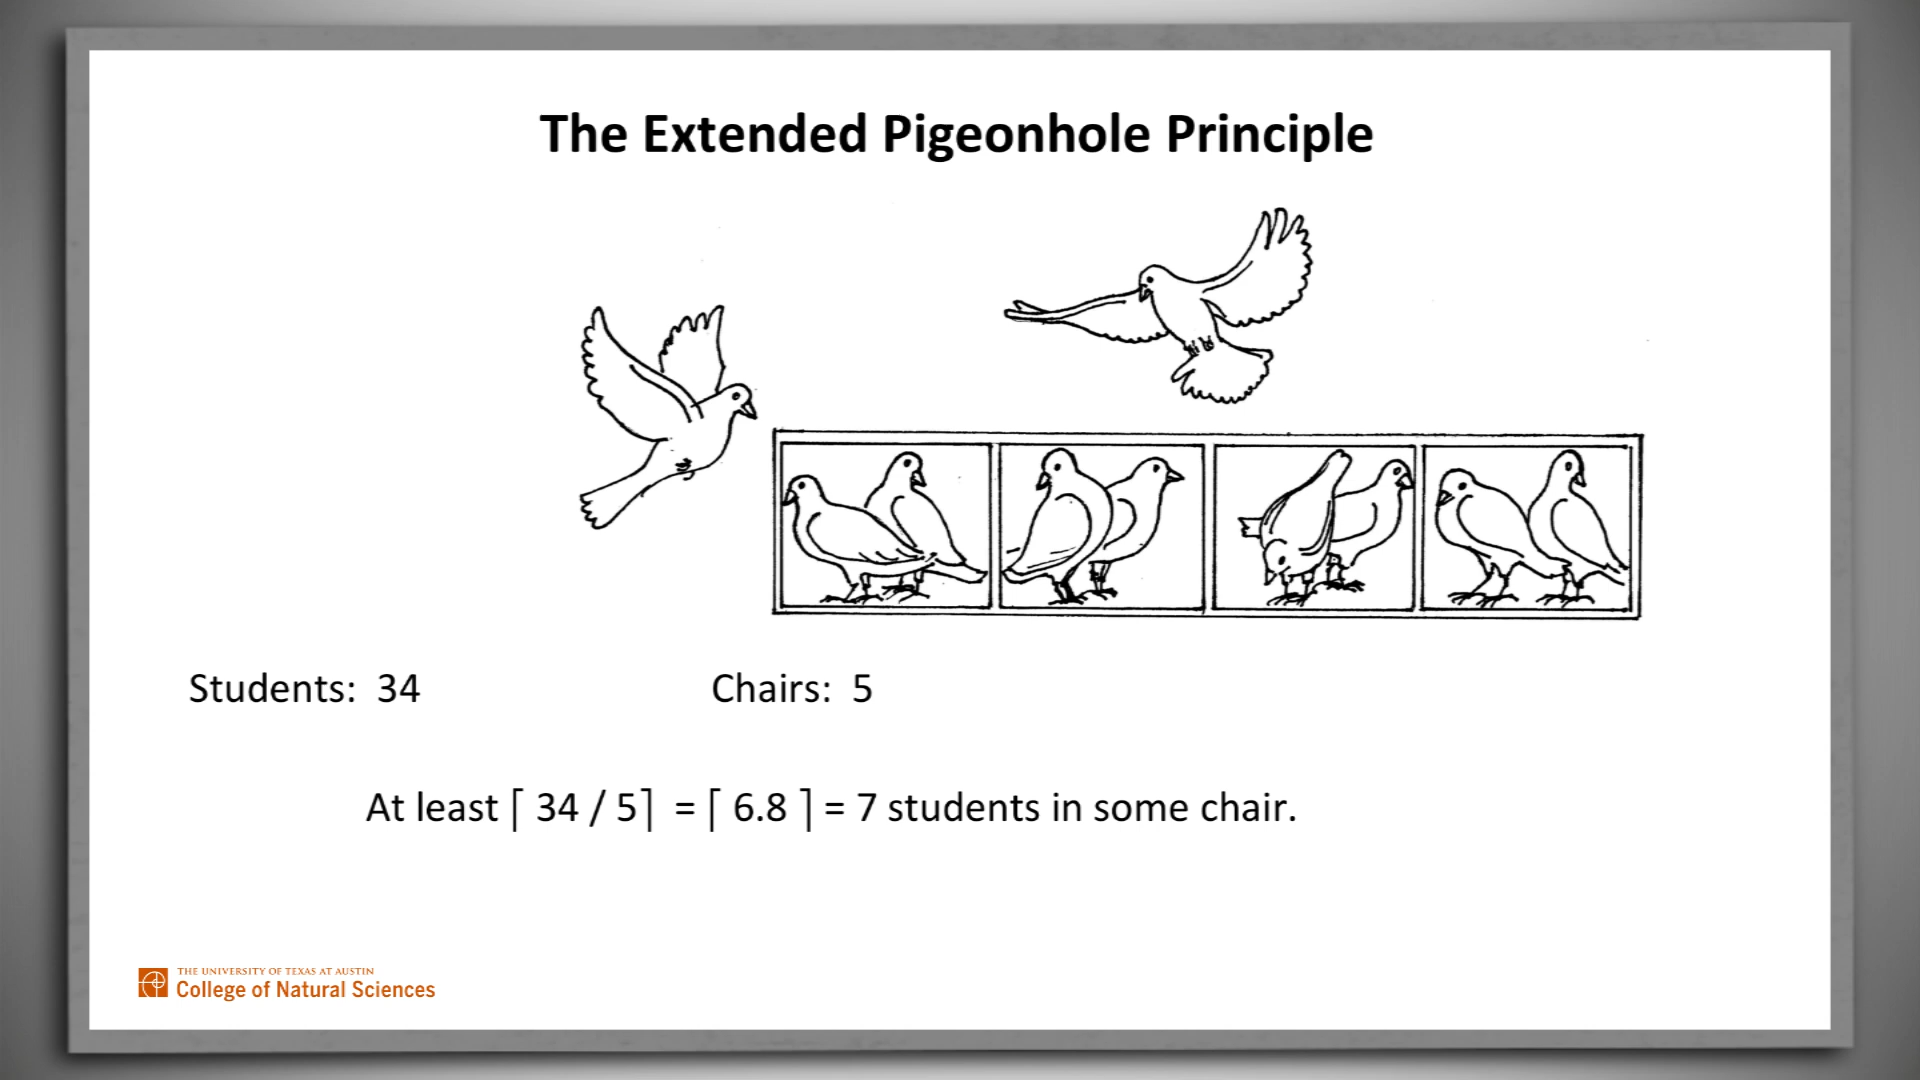 The Extended Pigeonhole Principle
Students: 34 Chairs: 5
At least ⌈ 34 / 5⌉ = ⌈ 6.8 ⌉ = 7 students in some chair.
THE UNIVERSITY OF TEXAS AT AUSTIN
College of Natural Sciences